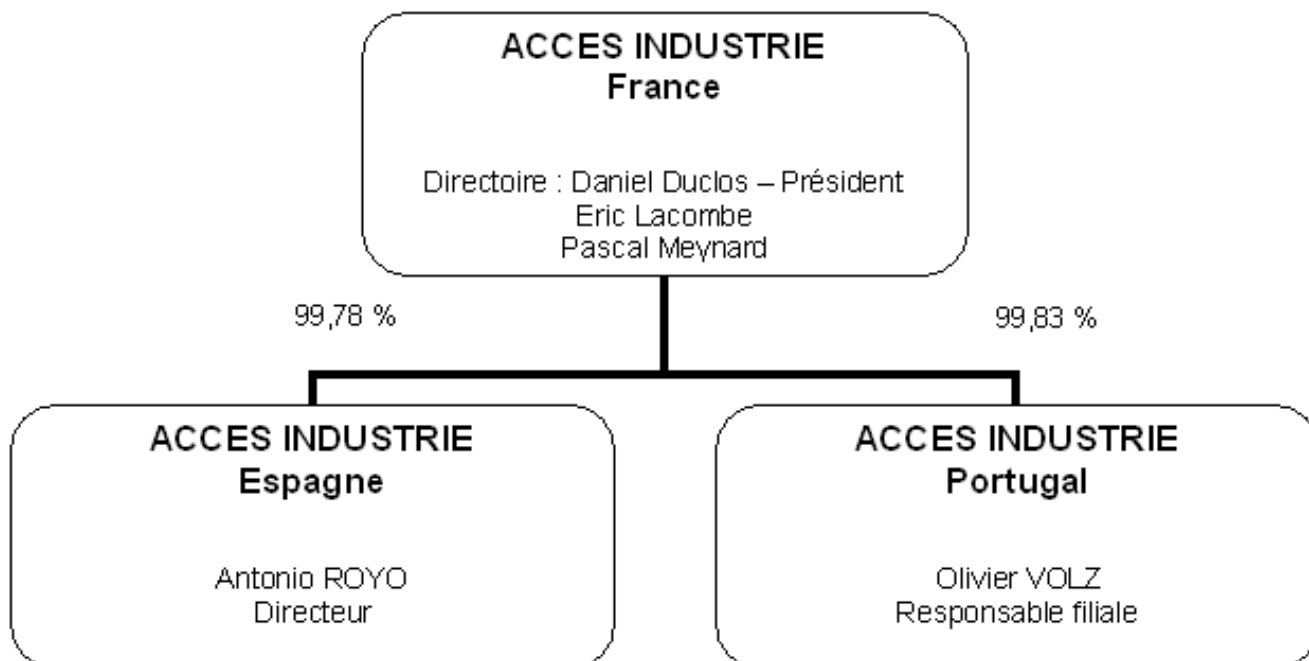 ACCES INDUSTRIE
France
Directoire : Daniel Duclos – Président
Eric Lacombe
Pascal Meynard
99,78 %
99,83 %
ACCES INDUSTRIE
Espagne
Antonio ROYO
Directeur
ACCES INDUSTRIE
Portugal
Olivier VOLZ
Responsable filiale